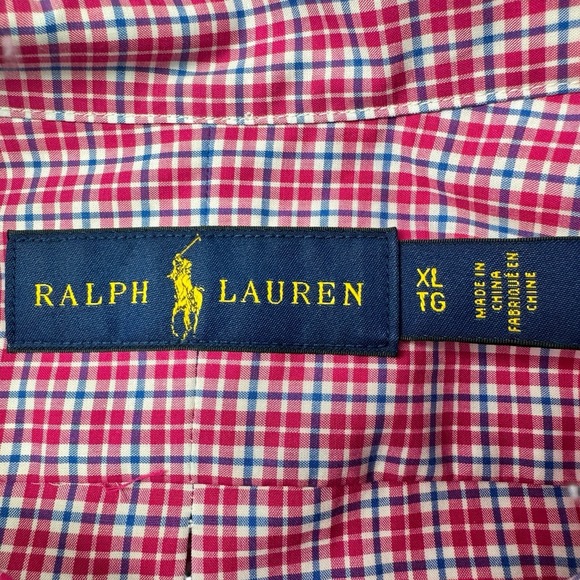 RALPH LAUREN
XL
TG
MADE IN
CHINA
FABRIQUÉ EN
CHINE